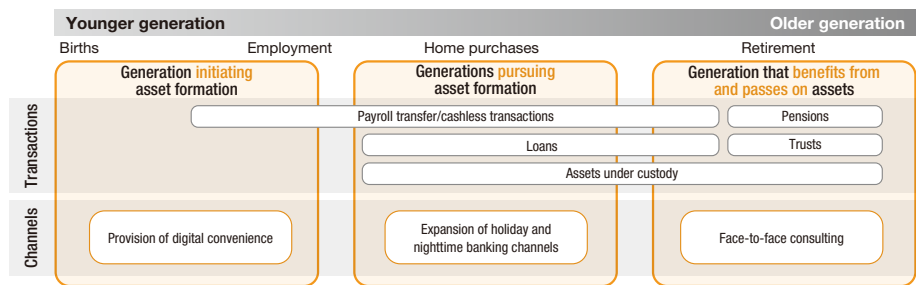 Younger generation
Older generation
Births
Employment
Home purchases
Retirement
Generation initiating
asset formation
Generations pursuing
asset formation
Generation that benefits from
and passes on assets
Transactions
Payroll transfer/cashless transactions
Pensions
Loans
Trusts
Assets under custody
Channels
Provision of digital convenience
Expansion of holiday and
nighttime banking channels
Face-to-face consulting